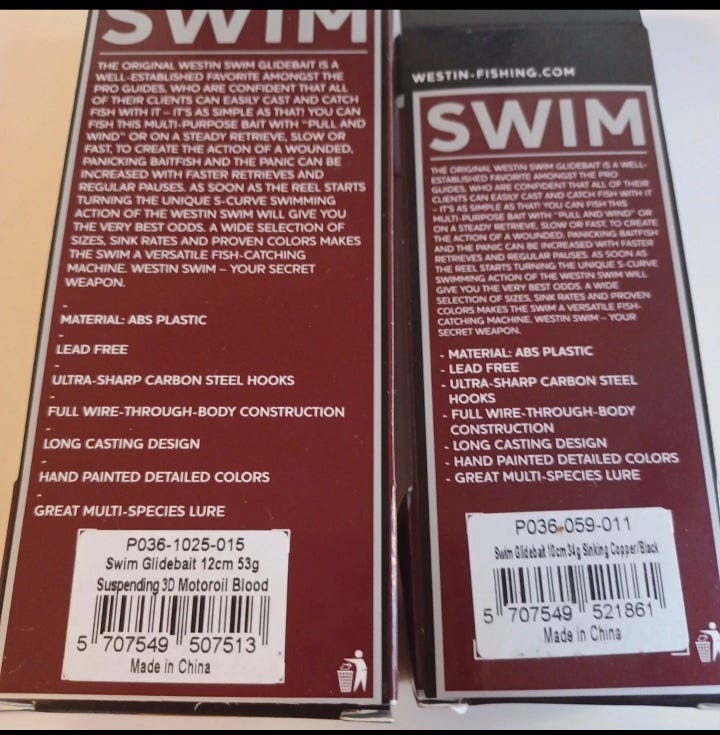 SWIM
THE ORIGINAL WESTIN SWIM GLIDEBAIT IS A
WELL-ESTABLISHED FAVORITE AMONGST THE
PRO GUIDES, WHO ARE CONFIDENT THAT ALL
OF THEIR CLIENTS CAN EASILY CAST AND CATCH
FISH WITH IT – IT'S AS SIMPLE AS THAT! YOU CAN
FISH THIS MULTI-PURPOSE BAIT WITH "PULL AND
WIND" OR ON A STEADY RETRIEVE, SLOW OR
FAST, TO CREATE THE ACTION OF A WOUNDED,
PANICKING BAITFISH AND THE PANIC CAN BE
INCREASED WITH FASTER RETRIEVES AND
REGULAR PAUSES. AS SOON AS THE REEL STARTS
TURNING THE UNIQUE S-CURVE SWIMMING
ACTION OF THE WESTIN SWIM WILL GIVE YOU
THE VERY BEST ODDS. A WIDE SELECTION OF
SIZES, SINK RATES AND PROVEN COLORS MAKES
THE SWIM A VERSATILE FISH-CATCHING
MACHINE. WESTIN SWIM – YOUR SECRET
WEAPON.
-
MATERIAL: ABS PLASTIC
-
LEAD FREE
-
ULTRA-SHARP CARBON STEEL HOOKS
-
FULL WIRE-THROUGH-BODY CONSTRUCTION
-
LONG CASTING DESIGN
-
HAND PAINTED DETAILED COLORS
-
GREAT MULTI-SPECIES LURE
P036-1025-015
Swim Glidebait 12cm 53g
Suspending 3D Motoroil Blood
5 707549 507513
Made in China
WESTIN-FISHING.COM
SWIM
THE ORIGINAL WESTIN SWIM GLIDEBAIT IS A WELL-
ESTABLISHED FAVORITE AMONGST THE PRO
GUIDES, WHO ARE CONFIDENT THAT ALL OF THEIR
CLIENTS CAN EASILY CAST AND CATCH FISH WITH IT
– IT'S AS SIMPLE AS THAT! YOU CAN FISH THIS
MULTI-PURPOSE BAIT WITH "PULL AND WIND" OR
ON A STEADY RETRIEVE, SLOW OR FAST, TO CREATE
THE ACTION OF A WOUNDED, PANICKING BAITFISH
AND THE PANIC CAN BE INCREASED WITH FASTER
RETRIEVES AND REGULAR PAUSES. AS SOON AS
THE REEL STARTS TURNING THE UNIQUE S-CURVE
SWIMMING ACTION OF THE WESTIN SWIM WILL
GIVE YOU THE VERY BEST ODDS. A WIDE
SELECTION OF SIZES, SINK RATES AND PROVEN
COLORS MAKES THE SWIM A VERSATILE FISH-
CATCHING MACHINE. WESTIN SWIM – YOUR
SECRET WEAPON.
- MATERIAL: ABS PLASTIC
- LEAD FREE
- ULTRA-SHARP CARBON STEEL
HOOKS
- FULL WIRE-THROUGH-BODY
CONSTRUCTION
- LONG CASTING DESIGN
- HAND PAINTED DETAILED COLORS
- GREAT MULTI-SPECIES LURE
P036-059-011
Swim Glidebait 10cm 34g Sinking Copper/Black
5 707549 521861
Made in China